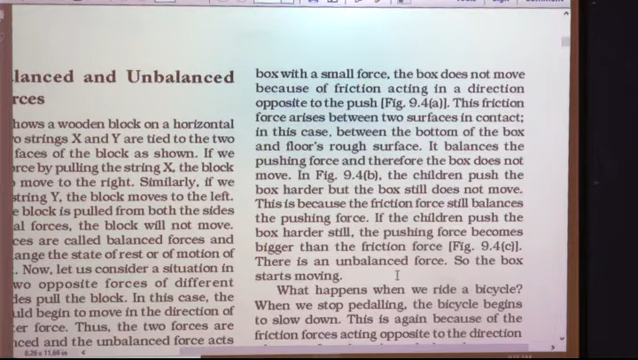 lanced and Unbalanced
rces
hows a wooden block on a horizontal
o strings X and Y are tied to the two
faces of the block as shown. If we
rce by pulling the string X, the block
move to the right. Similarly, if we
string Y, the block moves to the left.
e block is pulled from both the sides
al forces, the block will not move.
ces are called balanced forces and
ange the state of rest or of motion of
. Now, let us consider a situation in
wo opposite forces of different
des pull the block. In this case, the
uld begin to move in the direction of
er force. Thus, the two forces are
nced and the unbalanced force acts
box with a small force, the box does not move
because of friction acting in a direction
opposite to the push [Fig. 9.4(a)]. This friction
force arises between two surfaces in contact;
in this case, between the bottom of the box
and floor's rough surface. It balances the
pushing force and therefore the box does not
move. In Fig. 9.4(b), the children push the
box harder but the box still does not move.
This is because the friction force still balances
the pushing force. If the children push the
box harder still, the pushing force becomes
bigger than the friction force [Fig. 9.4(c)].
There is an unbalanced force. So the box
starts moving.
What happens when we ride a bicycle?
When we stop pedalling, the bicycle begins
to slow down. This is again because of the
friction forces acting opposite to the direction